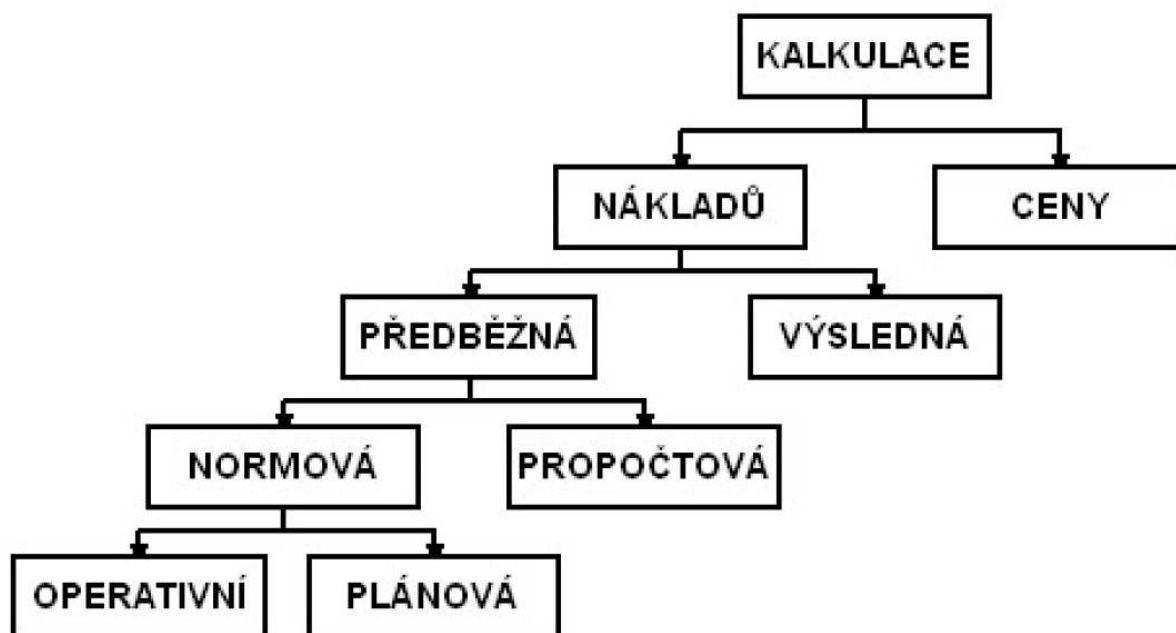 KALKULACE
NÁKLADŮ
CENY
PŘEDBĚŽNÁ
VÝSLEDNÁ
NORMOVÁ
PROPOČTOVÁ
OPERATIVNÍ
PLÁNOVÁ